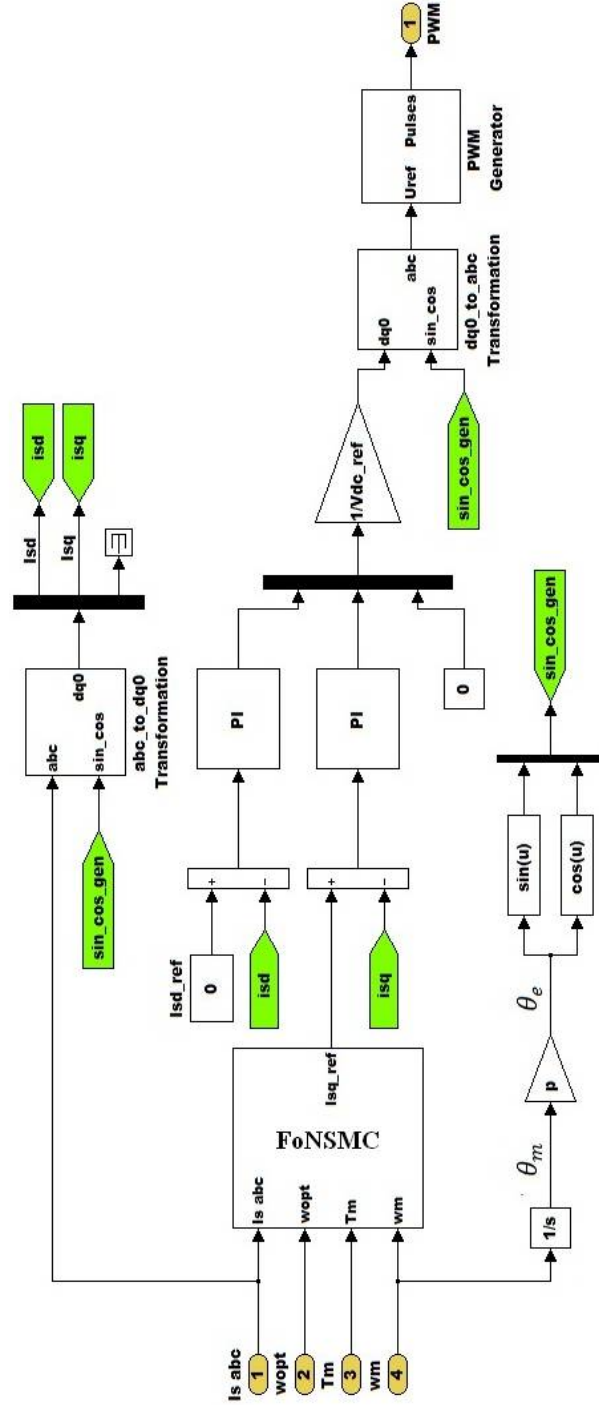 Is abc
1
wopt
2
Tm
3
wm
4
abc
sin_cos
dq0
abc_to_dq0
Transformation
sin_cos_gen
Isd
isd
Isq
isq
Isd_ref
0
isd
+
−
PI
Is abc
wopt
Tm
wm
FoNSMC
Isq_ref
isq
+
−
PI
0
1/Vdc_ref
sin_cos_gen
dq0
sin_cos
abc
dq0_to_abc
Transformation
Uref Pulses
PWM
Generator
1
PWM
1/s
θm
p
θe
sin(u)
cos(u)
sin_cos_gen